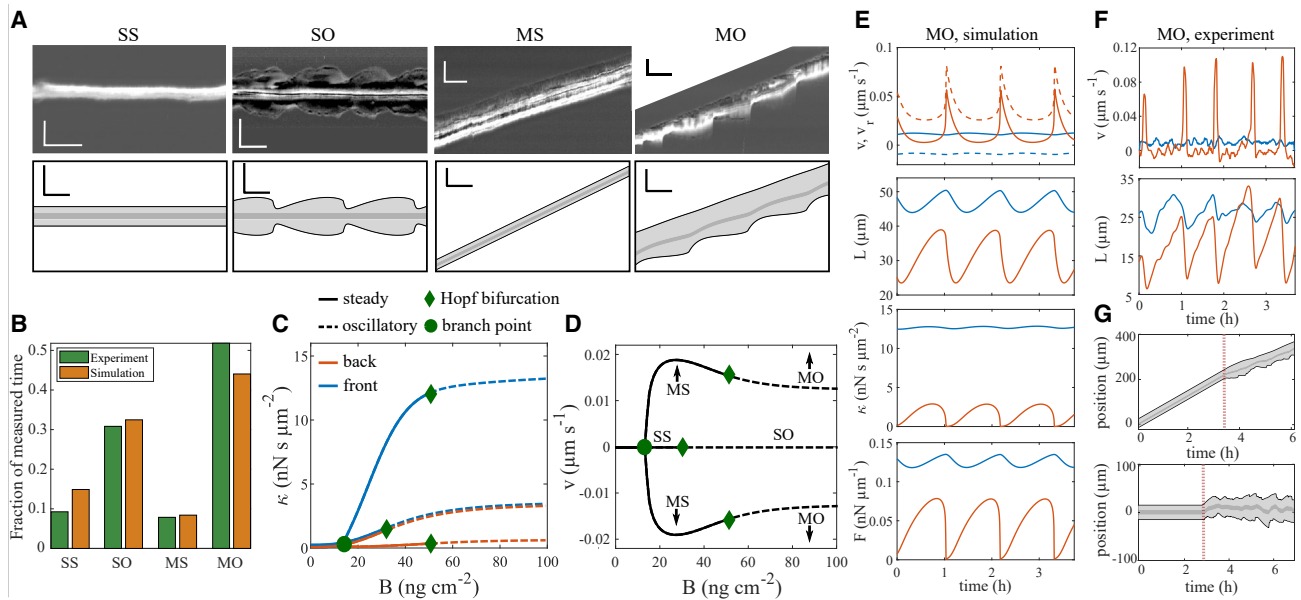 A
SS
SO
MS
MO
B
Fraction of measured time
0.5
0.4
0.3
0.2
0.1
0
Experiment
Simulation
SS
SO
MS
MO
steady
oscillatory
Hopf bifurcation
branch point
C
κ (nN s μm⁻²)
15
10
5
0
back
front
0 20 40 60 80 100
B (ng cm⁻²)
D
v (μm s⁻¹)
0.02
0.01
0
-0.01
-0.02
MS
MO
SS
SO
MS
MO
0 20 40 60 80 100
B (ng cm⁻²)
E
MO, simulation
v, vᵣ (μm s⁻¹)
0.1
0.05
0
L (μm)
50
40
30
20
κ (nN s μm⁻²)
15
10
5
0
F (nN μm⁻¹)
0.15
0.1
0.05
0
0 1 2 3
time (h)
F
MO, experiment
v (μm s⁻¹)
0.12
0.08
0.04
0
L (μm)
35
25
15
5
0 1 2 3
time (h)
G
position (μm)
400
200
0
0 2 4 6
time (h)
position (μm)
100
0
-100
0 2 4 6
time (h)